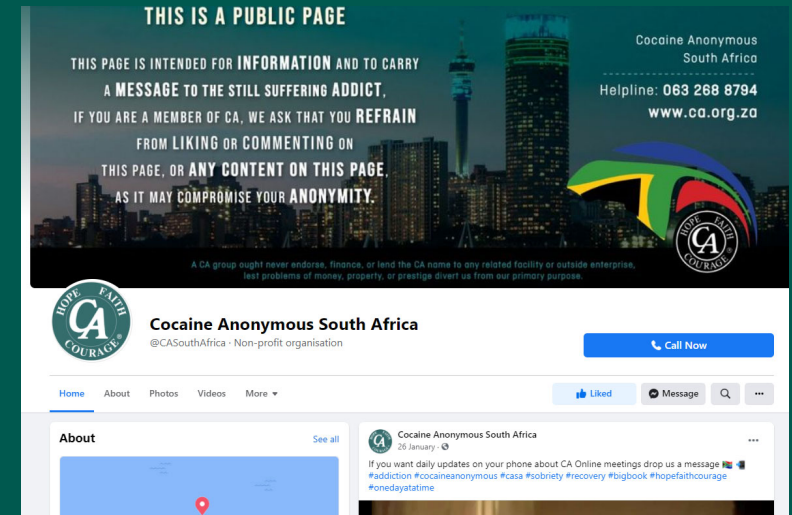 THIS IS A PUBLIC PAGE
THIS PAGE IS INTENDED FOR INFORMATION AND TO CARRY
A MESSAGE TO THE STILL SUFFERING ADDICT,
IF YOU ARE A MEMBER OF CA, WE ASK THAT YOU REFRAIN
FROM LIKING OR COMMENTING ON
THIS PAGE, OR ANY CONTENT ON THIS PAGE,
AS IT MAY COMPROMISE YOUR ANONYMITY.
Cocaine Anonymous
South Africa
Helpline: 063 268 8794
www.ca.org.za
HOPE FAITH
CA
COURAGE
A CA group ought never endorse, finance, or lend the CA name to any related facility or outside enterprise,
lest problems of money, property, or prestige divert us from our primary purpose.
HOPE FAITH
CA
COURAGE
Cocaine Anonymous South Africa
@CASouthAfrica · Non-profit organisation
Call Now
Home About Photos Videos More
Liked Message
About See all
Cocaine Anonymous South Africa
26 January ·
If you want daily updates on your phone about CA Online meetings drop us a message
#addiction #cocaineanonymous #casa #sobriety #recovery #bigbook #hopefaithcourage
#onedayatatime